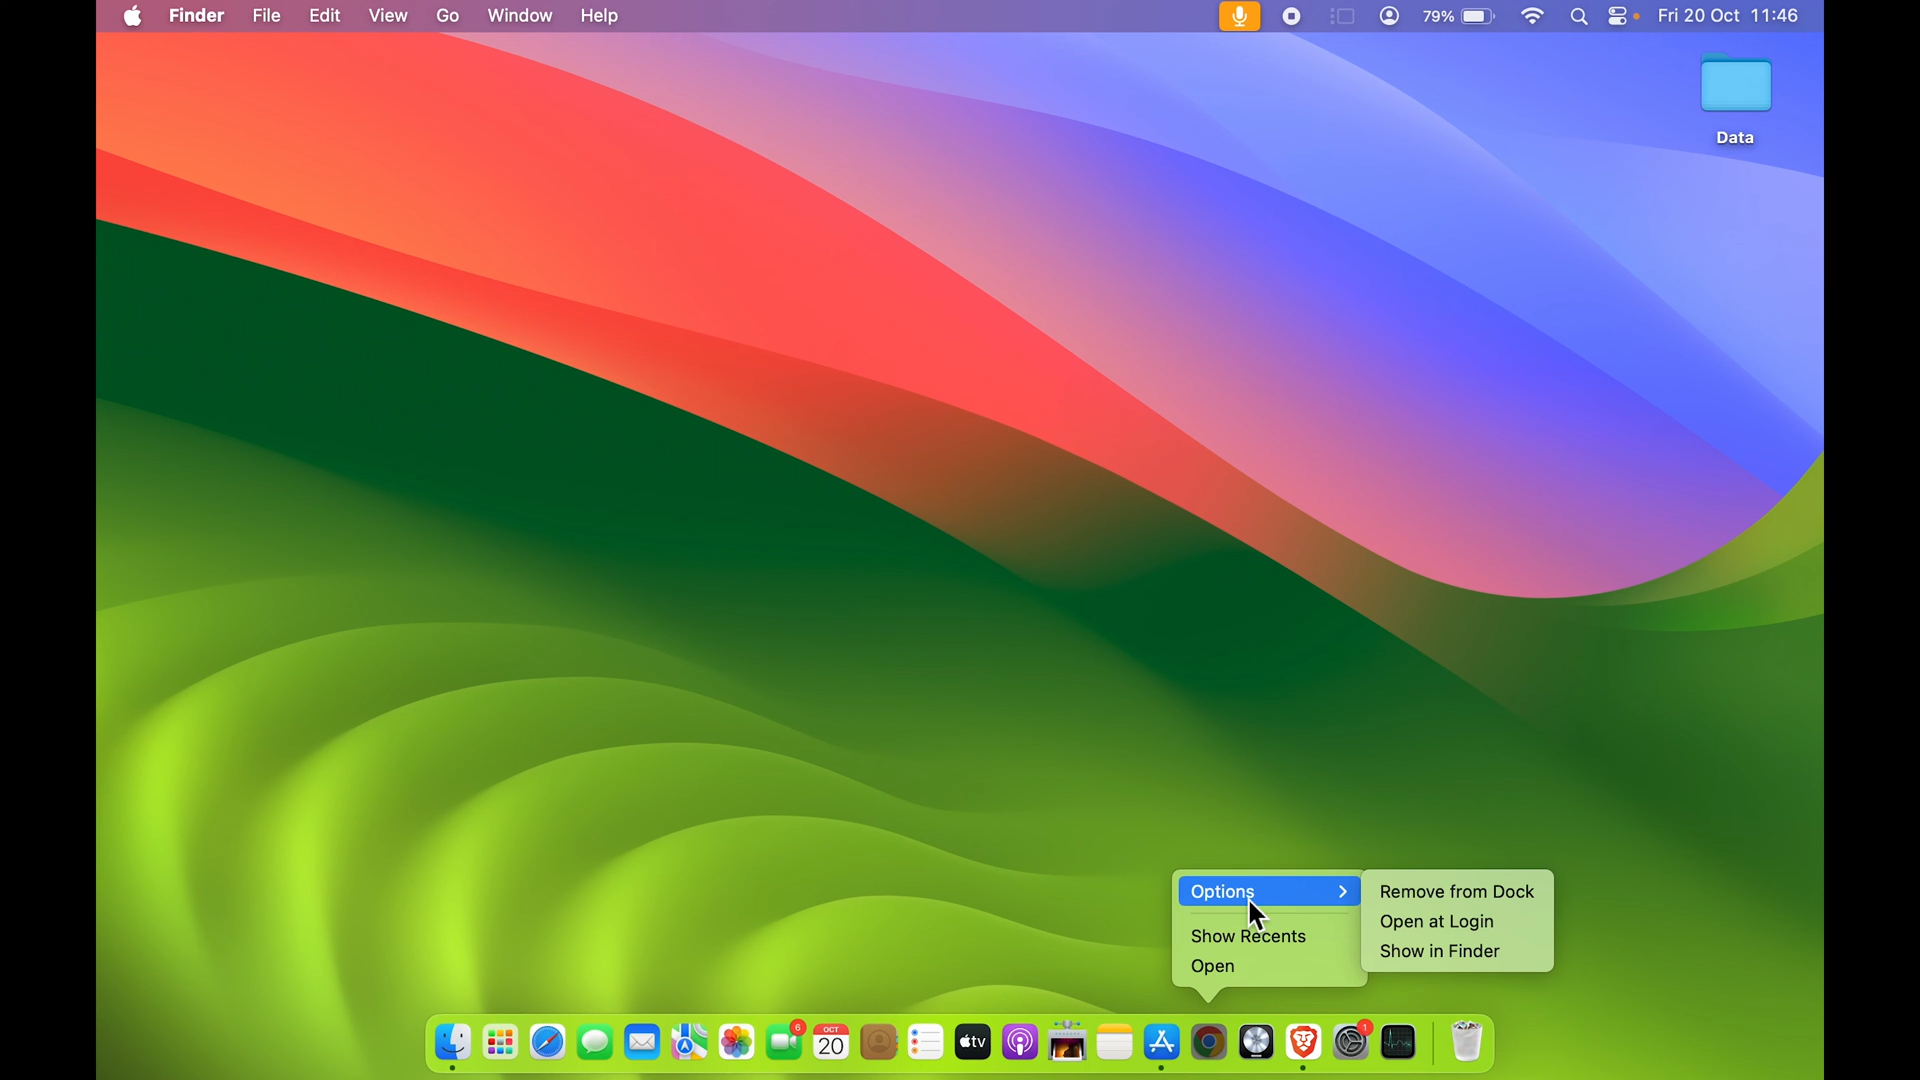 Finder File Edit View Go Window Help 79% Fri 20 Oct 11:46
Data
Options Remove from Dock
Open at Login
Show Recents
Show in Finder
Open
6 OCT 20 tv 1